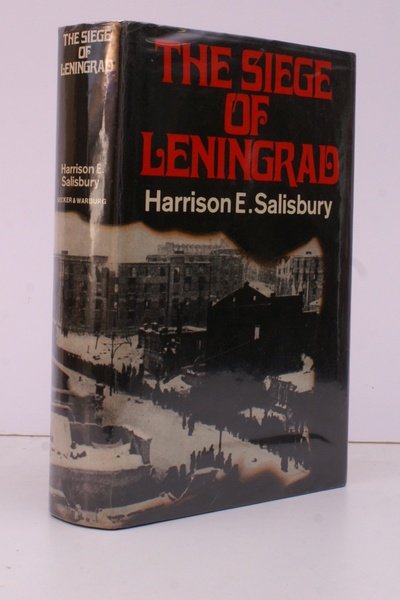 THE SIEGE
OF
LENINGRAD
Harrison E. Salisbury
THE SIEGE
OF
LENINGRAD
Harrison E.
Salisbury
SECKER & WARBURG